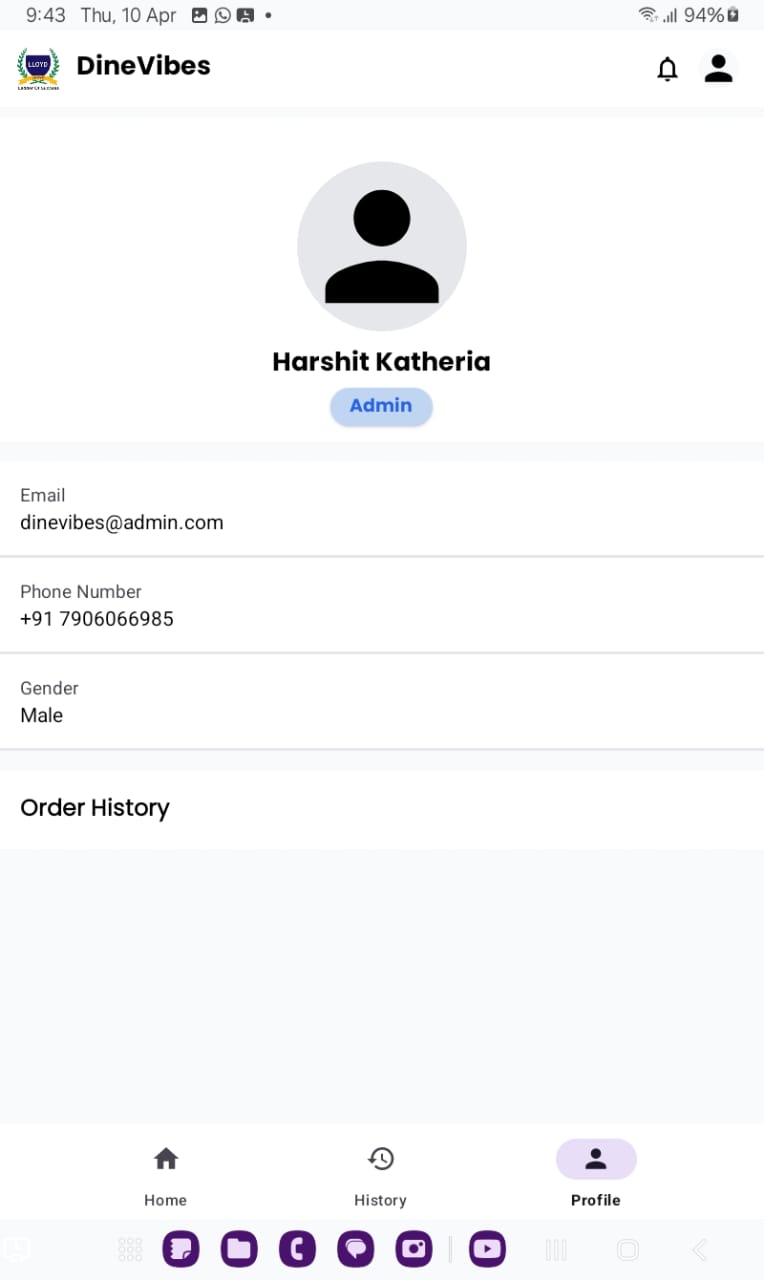 9:43 Thu, 10 Apr 94%
LLOYD
DineVibes
Harshit Katheria
Admin
Email
dinevibes@admin.com
Phone Number
+91 7906066985
Gender
Male
Order History
Home History Profile